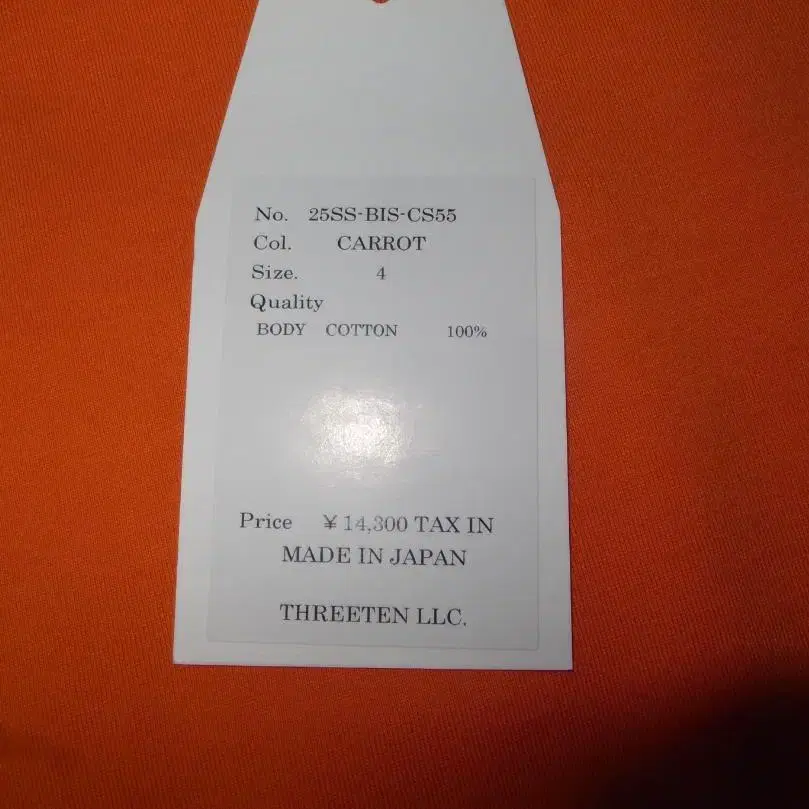 No. 25SS-BIS-CS55
Col. CARROT
Size. 4
Quality
BODY COTTON 100%
Price ¥14,300 TAX IN
MADE IN JAPAN
THREETEN LLC.